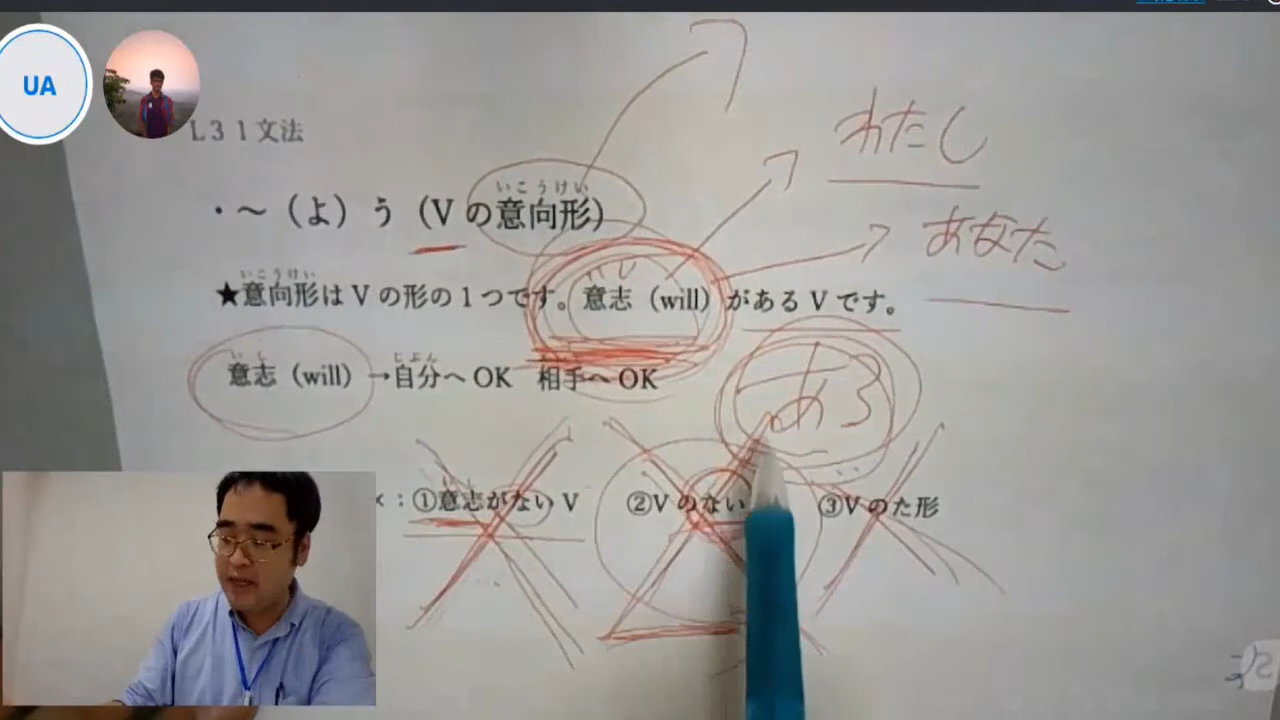 UA
L31文法
わたし
いこうけい
・～（よ）う（Vの意向形）
あなた
いこうけい
いし
★意向形はVの形の1つです。意志（will）があるVです。
いし
じぶん
意志（will）→自分へOK 相手へOK
ある
×：①意志がないV ②Vのない ③Vのた形